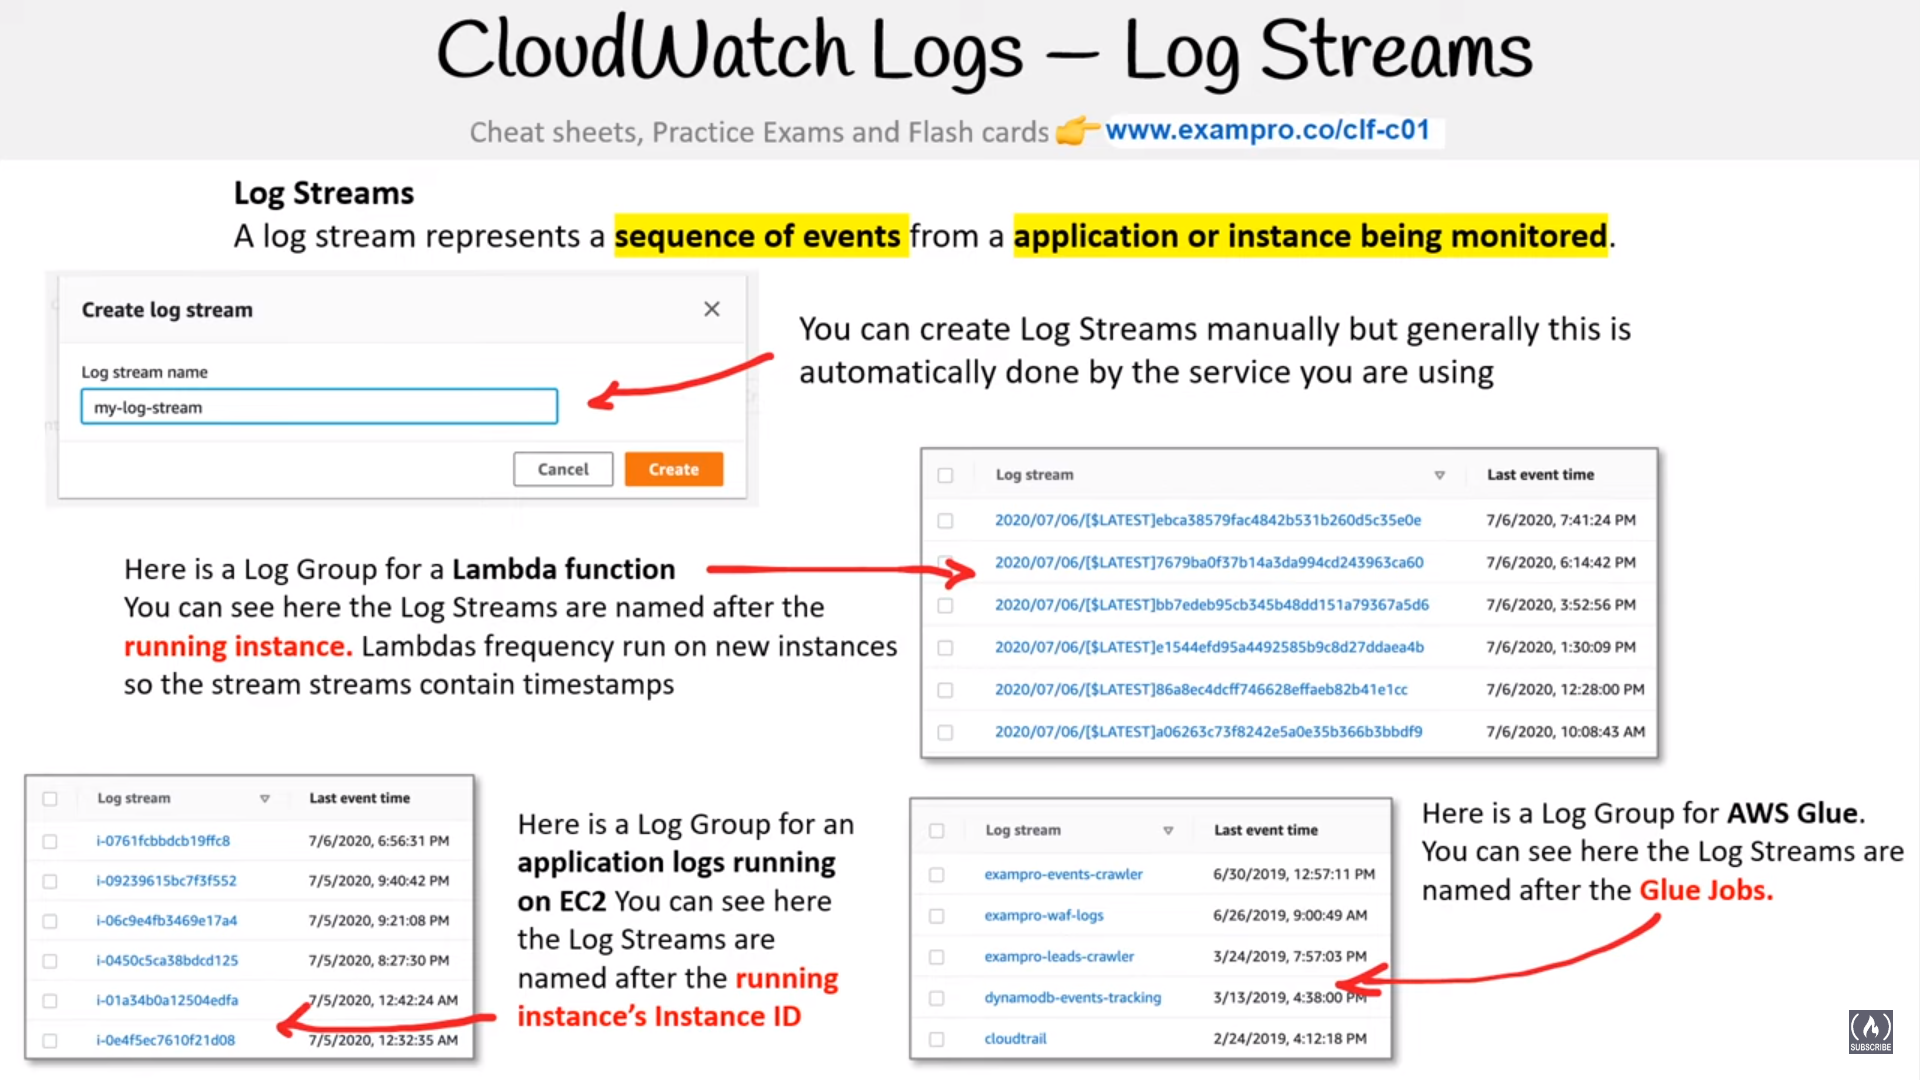 CloudWatch Logs – Log Streams
Cheat sheets, Practice Exams and Flash cards 👉 www.exampro.co/clf-c01
Log Streams
A log stream represents a sequence of events from a application or instance being monitored.
Create log stream
Log stream name
my-log-stream
Cancel Create
You can create Log Streams manually but generally this is
automatically done by the service you are using
Here is a Log Group for a Lambda function
You can see here the Log Streams are named after the
running instance. Lambdas frequency run on new instances
so the stream streams contain timestamps
Log stream Last event time
2020/07/06/[$LATEST]ebca38579fac4842b531b260d5c35e0e 7/6/2020, 7:41:24 PM
2020/07/06/[$LATEST]7679ba0f37b14a3da994cd243963ca60 7/6/2020, 6:14:42 PM
2020/07/06/[$LATEST]bb7edeb95cb345b48dd151a79367a5d6 7/6/2020, 3:52:56 PM
2020/07/06/[$LATEST]e1544efd95a4492585b9c8d27ddaea4b 7/6/2020, 1:30:09 PM
2020/07/06/[$LATEST]86a8ec4dcff746628effaeb82b41e1cc 7/6/2020, 12:28:00 PM
2020/07/06/[$LATEST]a06263c73f8242e5a0e35b366b3bbdf9 7/6/2020, 10:08:43 AM
Log stream Last event time
i-0761fcbbdcb19ffc8 7/6/2020, 6:56:31 PM
i-09239615bc7f3f552 7/5/2020, 9:40:42 PM
i-06c9e4fb3469e17a4 7/5/2020, 9:21:08 PM
i-0450c5ca38bdcd125 7/5/2020, 8:27:30 PM
i-01a34b0a12504edfa 7/5/2020, 12:42:24 AM
i-0e4f5ec7610f21d08 7/5/2020, 12:32:35 AM
Here is a Log Group for an
application logs running
on EC2 You can see here
the Log Streams are
named after the running
instance's Instance ID
Log stream Last event time
exampro-events-crawler 6/30/2019, 12:57:11 PM
exampro-waf-logs 6/26/2019, 9:00:49 AM
exampro-leads-crawler 3/24/2019, 7:57:03 PM
dynamodb-events-tracking 3/13/2019, 4:38:00 PM
cloudtrail 2/24/2019, 4:12:18 PM
Here is a Log Group for AWS Glue.
You can see here the Log Streams are
named after the Glue Jobs.
SUBSCRIBE